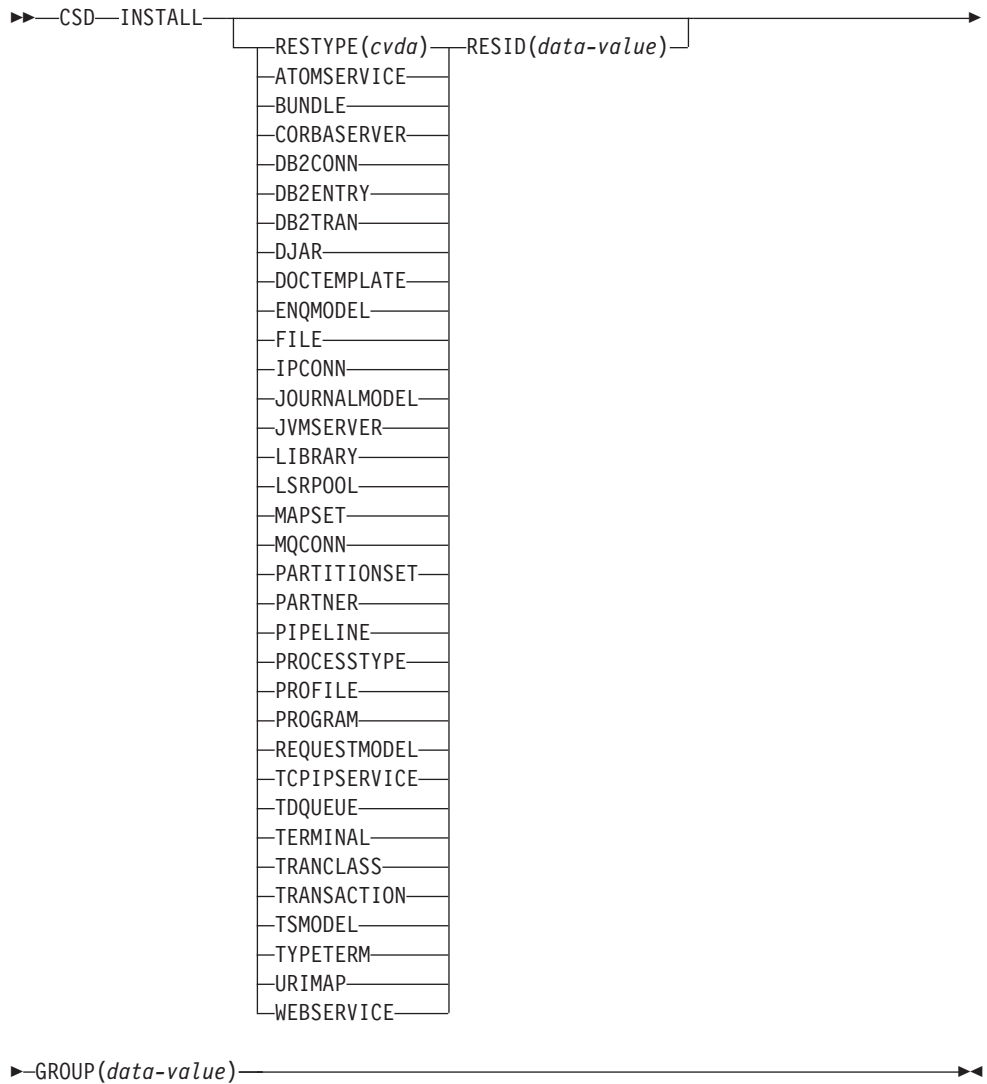 CSD INSTALL
RESTYPE(cvda) RESID(data-value)
ATOMSERVICE
BUNDLE
CORBASERVER
DB2CONN
DB2ENTRY
DB2TRAN
DJAR
DOCTEMPLATE
ENQMODEL
FILE
IPCONN
JOURNALMODEL
JVMSERVER
LIBRARY
LSRPOOL
MAPSET
MQCONN
PARTITIONSET
PARTNER
PIPELINE
PROCESSTYPE
PROFILE
PROGRAM
REQUESTMODEL
TCPIPSERVICE
TDQUEUE
TERMINAL
TRANCLASS
TRANSACTION
TSMODEL
TYPETERM
URIMAP
WEBSERVICE
GROUP(data-value)